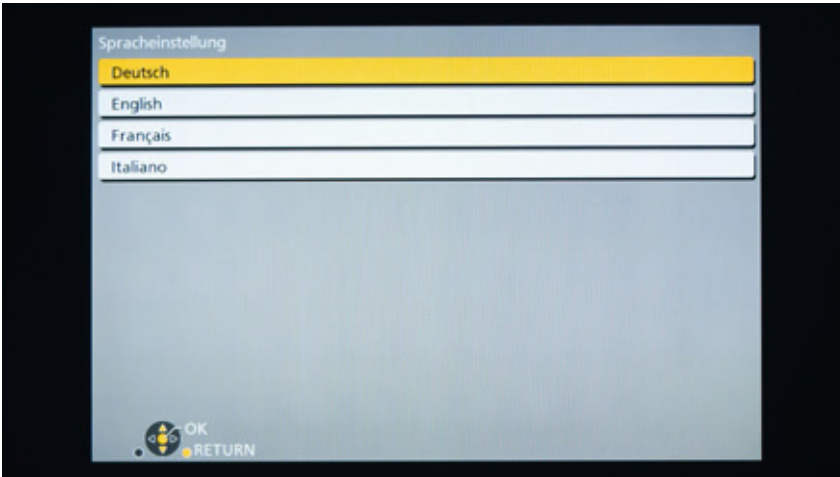 Spracheinstellung
Deutsch
English
Français
Italiano
OK
RETURN